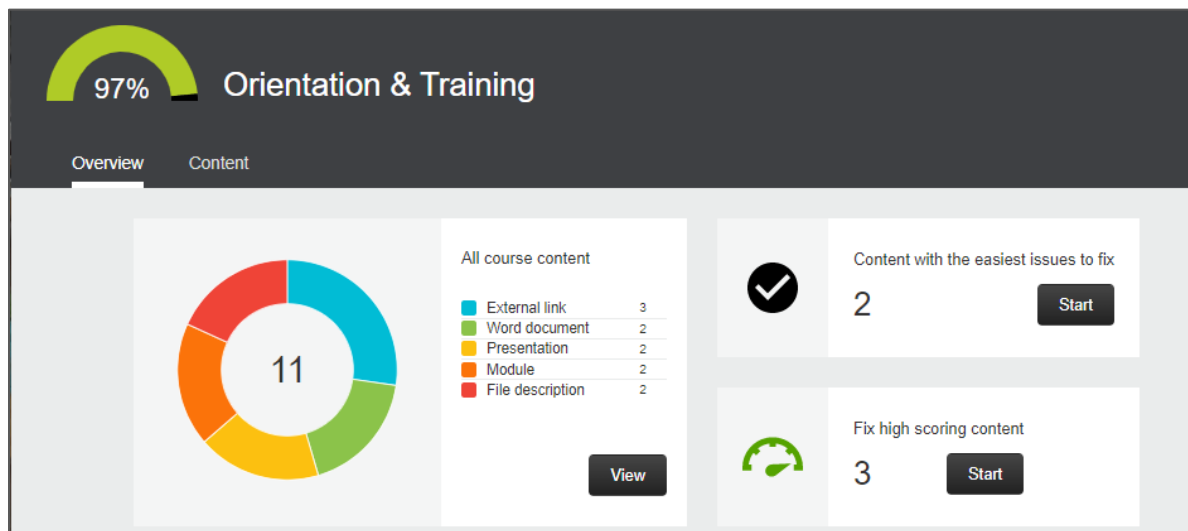 97%
Orientation & Training
Overview Content
11
All course content
External link 3
Word document 2
Presentation 2
Module 2
File description 2
View
Content with the easiest issues to fix
2 Start
Fix high scoring content
3 Start